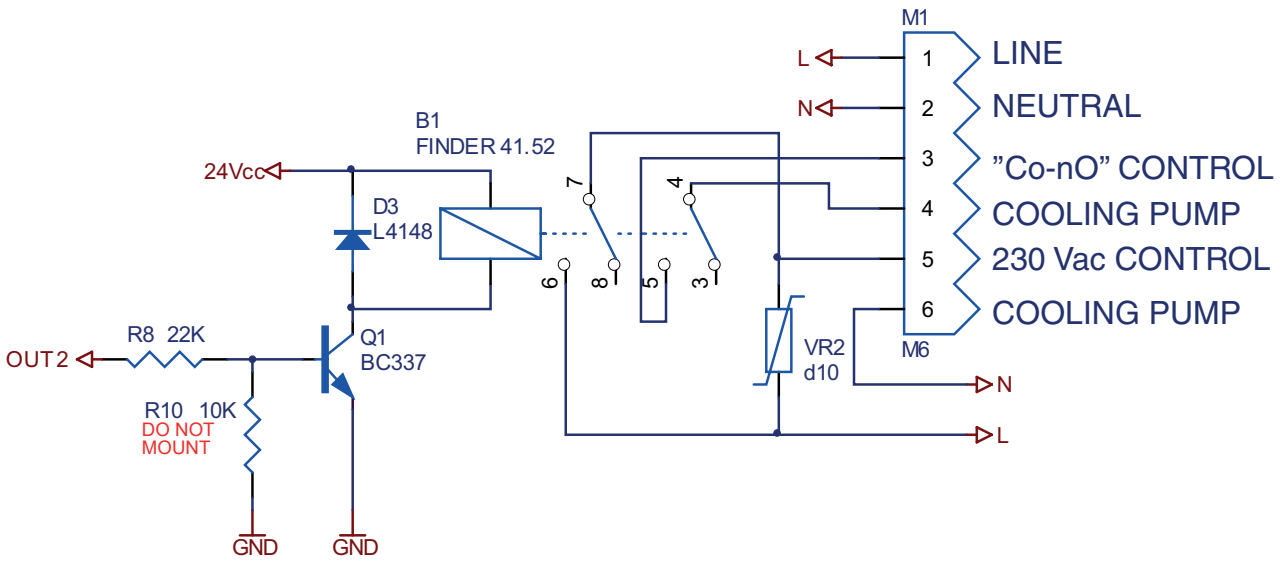 M1
L
1
LINE
N
2
NEUTRAL
B1
FINDER 41.52
3
"Co-nO" CONTROL
24Vcc
7
4
4
COOLING PUMP
D3
L4148
5
230 Vac CONTROL
6
8
5
3
6
COOLING PUMP
R8 22K
Q1
BC337
VR2
d10
M6
OUT2
N
R10 10K
DO NOT
MOUNT
L
GND
GND